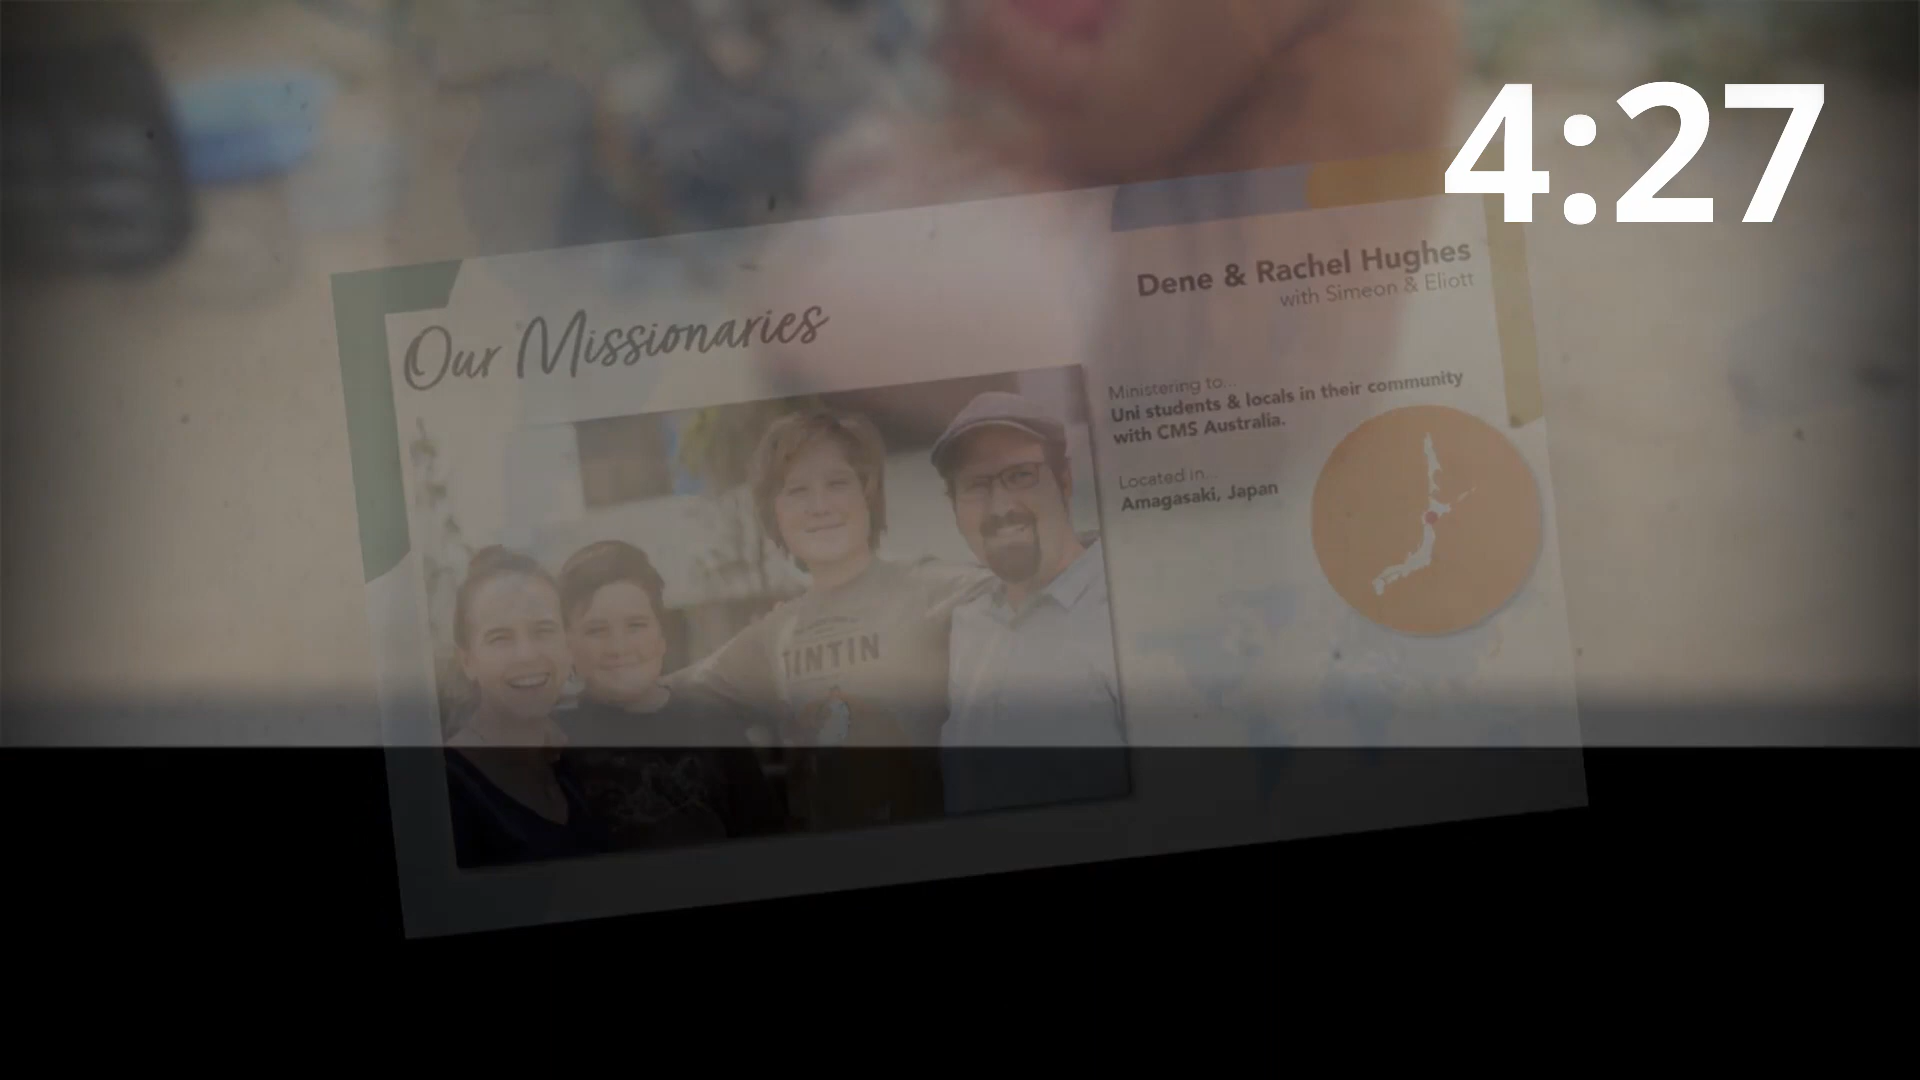 4:27
Our Missionaries
Dene & Rachel Hughes
with Simeon & Eliott
Ministering to...
Uni students & locals in their community
with CMS Australia.
Located in...
Amagasaki, Japan
TINTIN